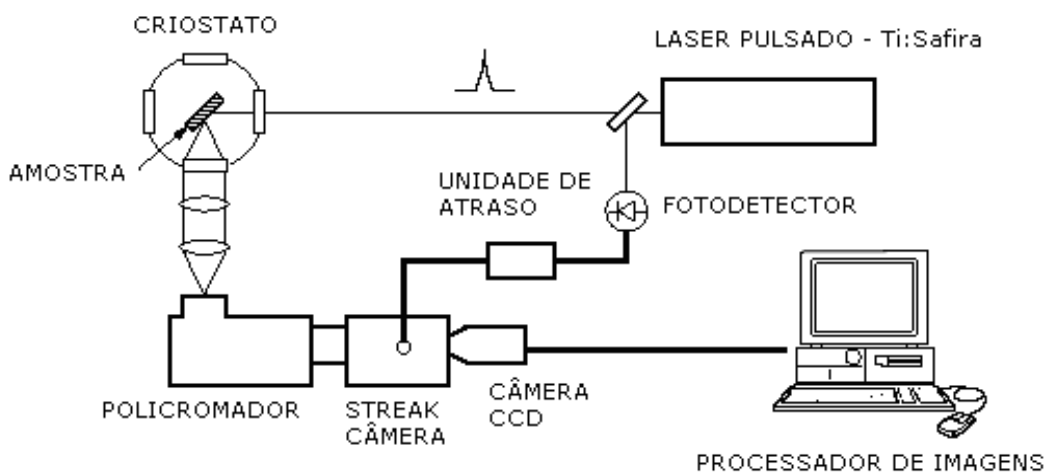 CRIOSTATO
LASER PULSADO - Ti:Safira
AMOSTRA
UNIDADE DE
ATRASO
FOTODETECTOR
POLICROMADOR
STREAK
CÂMERA
CÂMERA
CCD
PROCESSADOR DE IMAGENS